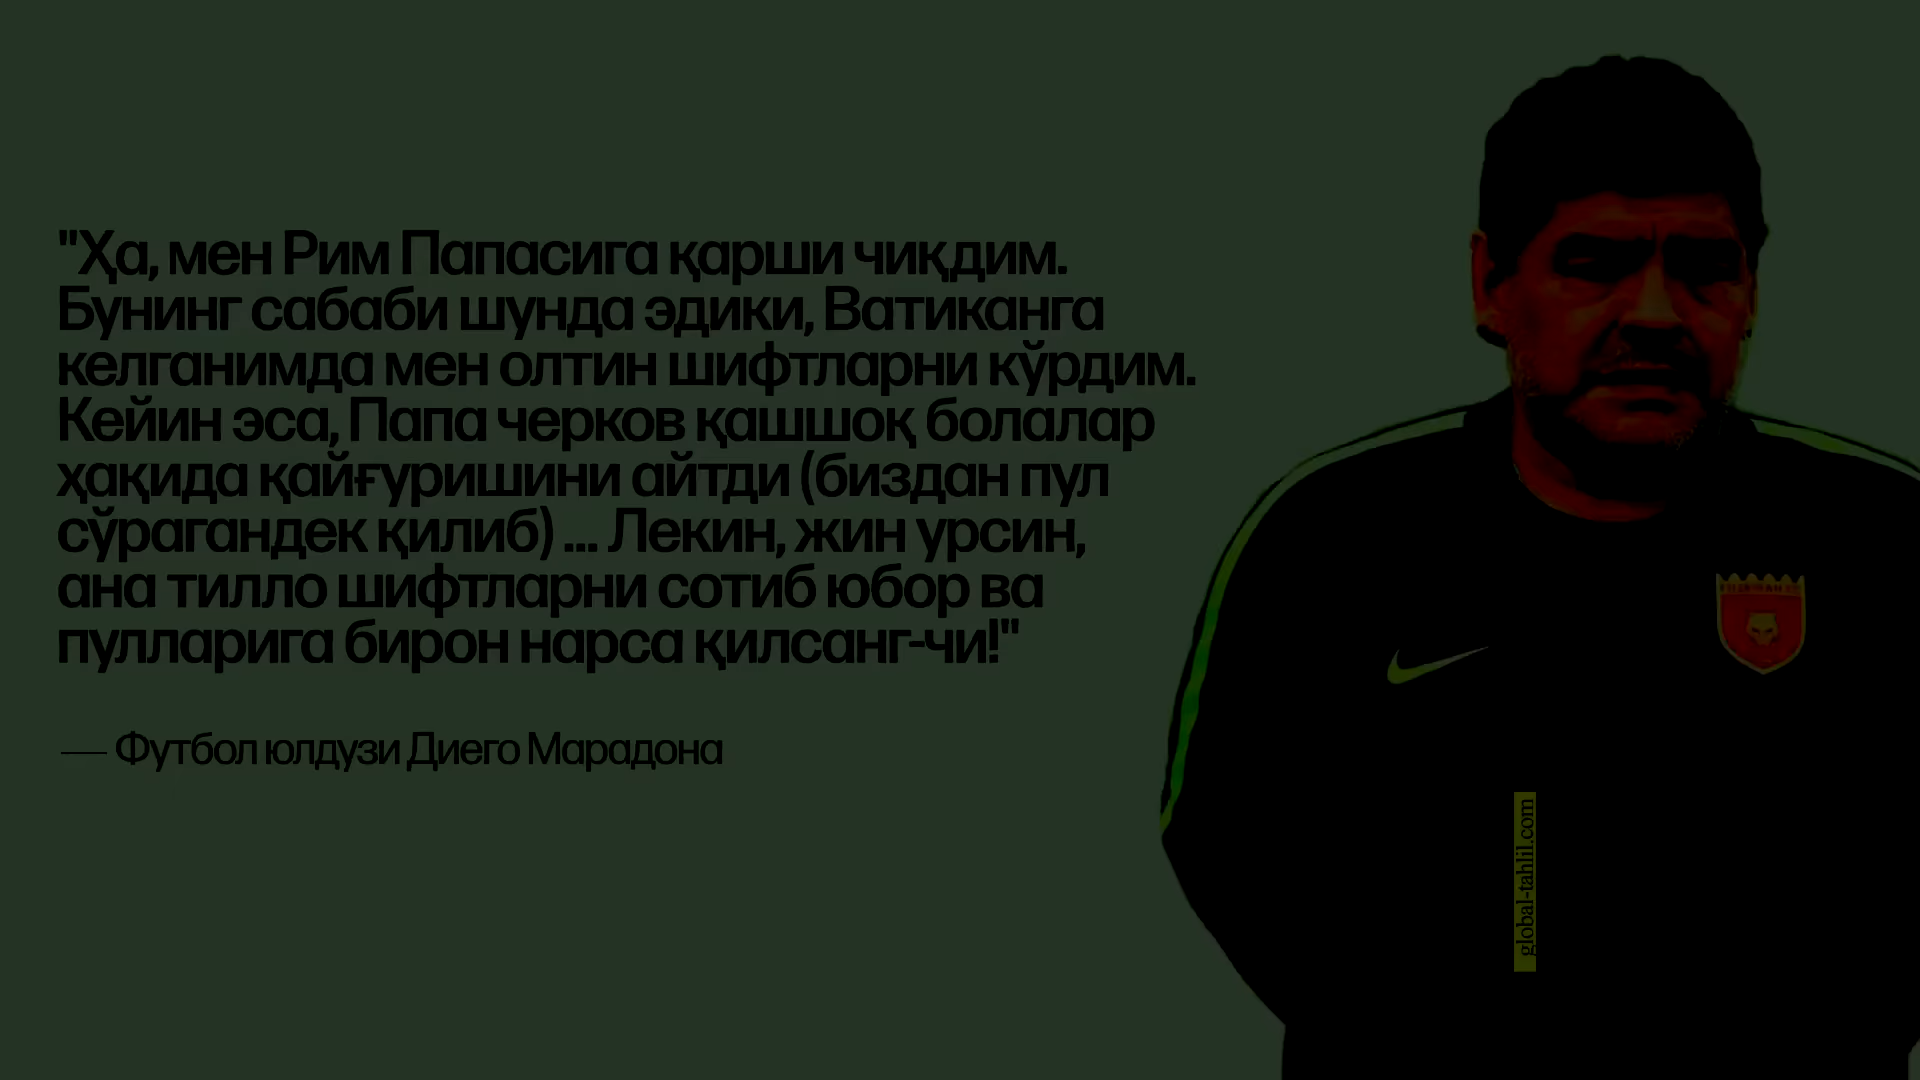 "Ҳа, мен Рим Папасига қарши чиқдим.
Бунинг сабаби шунда эдики, Ватиканга
келганимда мен олтин шифтларни кўрдим.
Кейин эса, Папа черков қашшоқ болалар
ҳақида қайғуришини айтди (биздан пул
сўрагандек қилиб) ... Лекин, жин урсин,
ана тилло шифтларни сотиб юбор ва
пулларига бирон нарса қилсанг-чи!"
— Футбол юлдузи Диего Марадона
global-tahlil.com